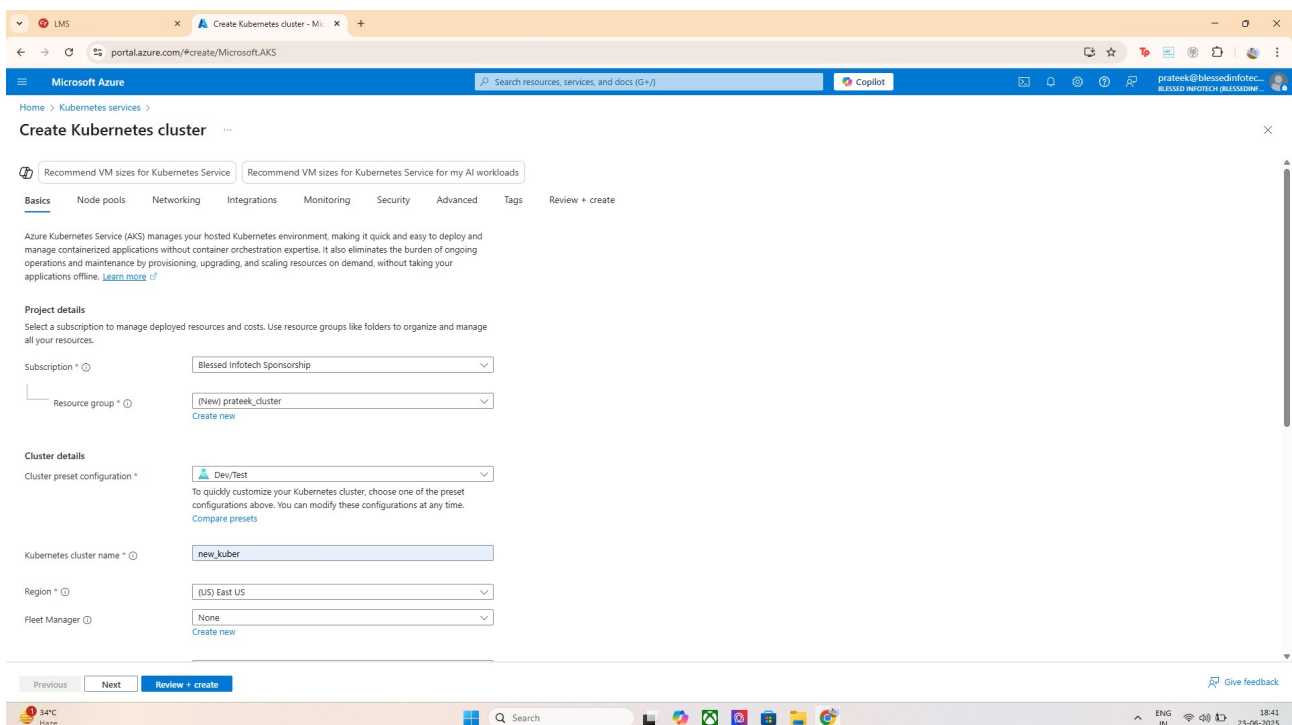 LMS
Create Kubernetes cluster - Mic
portal.azure.com/#create/Microsoft.AKS
Microsoft Azure
Search resources, services, and docs (G+/)
Copilot
prateek@blessedinfotec...
BLESSED INFOTECH (BLESSEDINF...
Home > Kubernetes services >
Create Kubernetes cluster ...
Recommend VM sizes for Kubernetes Service
Recommend VM sizes for Kubernetes Service for my AI workloads
Basics Node pools Networking Integrations Monitoring Security Advanced Tags Review + create
Azure Kubernetes Service (AKS) manages your hosted Kubernetes environment, making it quick and easy to deploy and
manage containerized applications without container orchestration expertise. It also eliminates the burden of ongoing
operations and maintenance by provisioning, upgrading, and scaling resources on demand, without taking your
applications offline. Learn more
Project details
Select a subscription to manage deployed resources and costs. Use resource groups like folders to organize and manage
all your resources.
Subscription * Blessed Infotech Sponsorship
Resource group * (New) prateek_cluster
Create new
Cluster details
Cluster preset configuration * Dev/Test
To quickly customize your Kubernetes cluster, choose one of the preset
configurations above. You can modify these configurations at any time.
Compare presets
Kubernetes cluster name * new_kuber
Region * (US) East US
Fleet Manager None
Create new
Previous Next Review + create Give feedback
1 34°C
Haze
Search
ENG
IN
18:41
23-06-2025